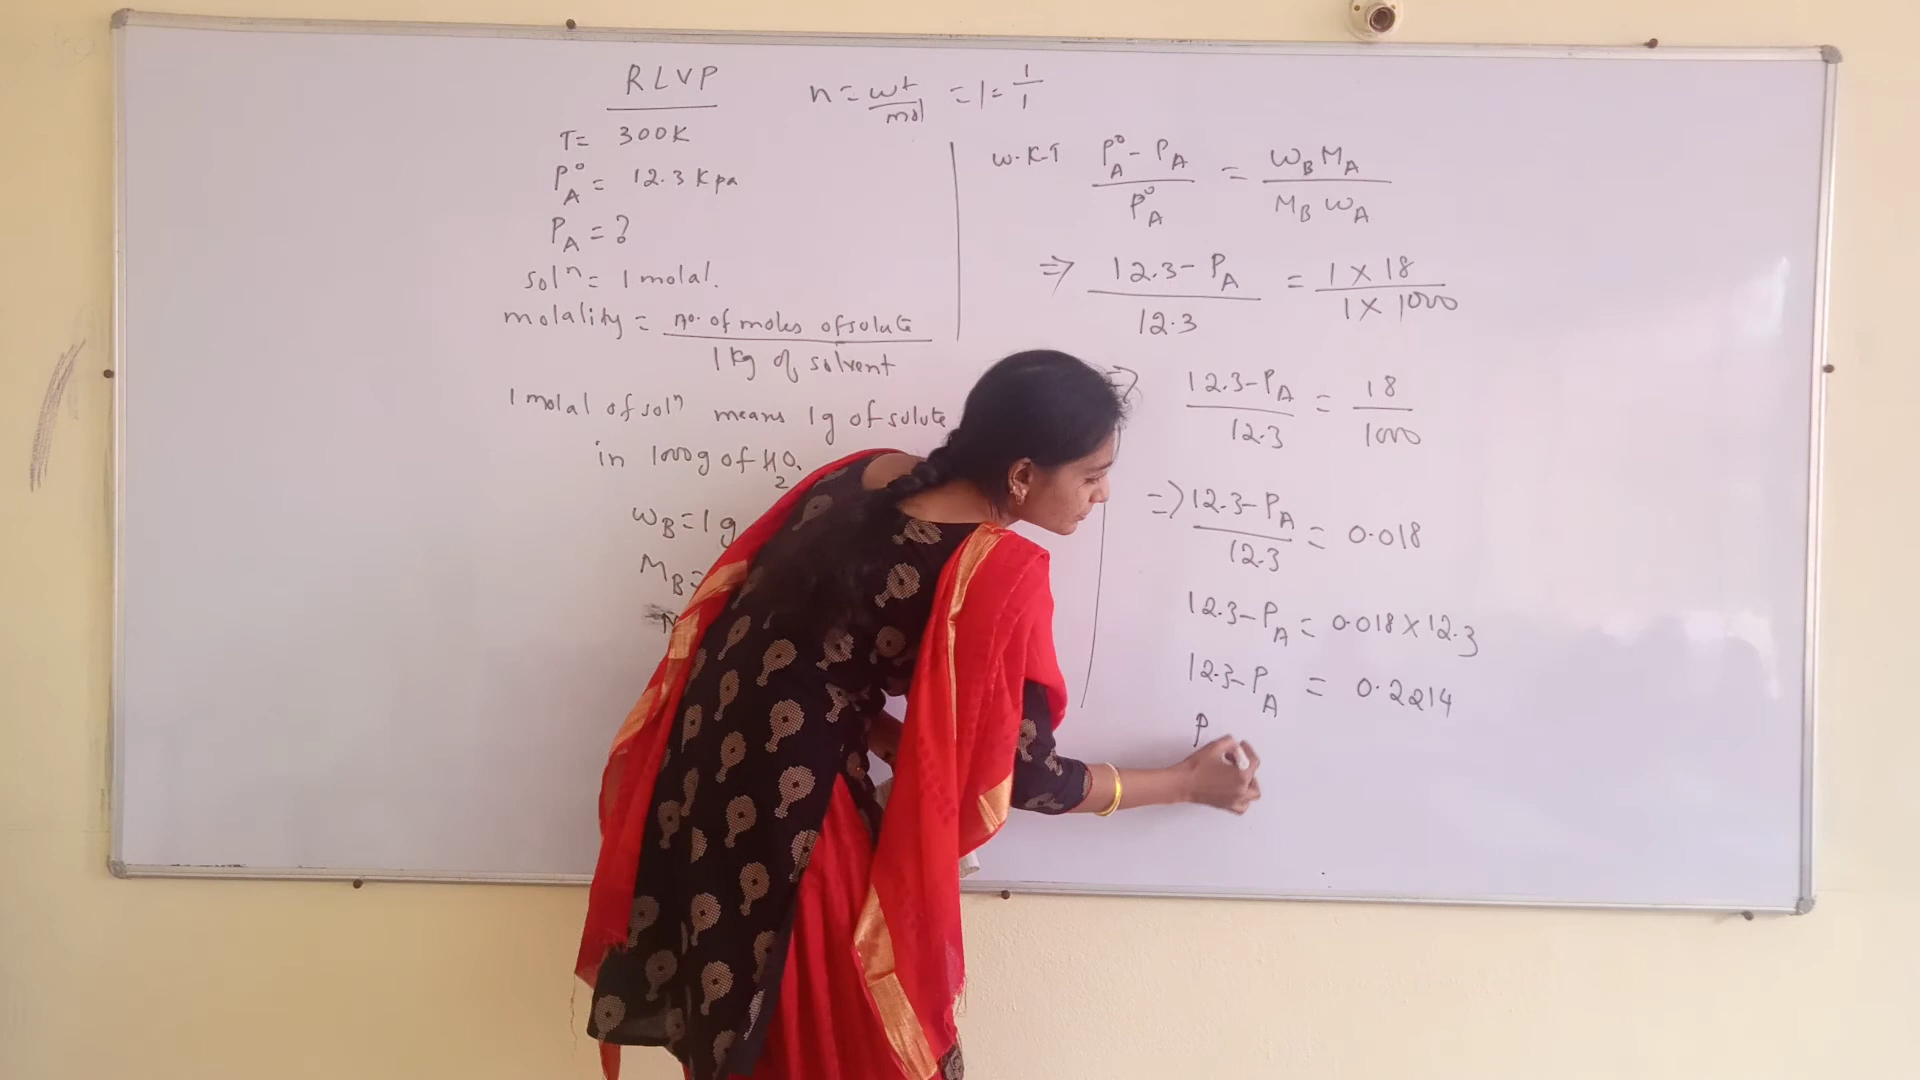 RLVP
n = wt/mol = 1 = 1/1
T = 300K
P°A = 12.3 Kpa
PA = ?
solⁿ = 1 molal.
molality = no. of moles of solute / 1 Kg of solvent
1 molal of solⁿ means 1g of solute
in 1000g of H2O.
WB = 1g
MB =
W.K.T (P°A - PA) / P°A = WB MA / MB WA
⇒ (12.3 - PA) / 12.3 = 1 × 18 / 1 × 1000
⇒ (12.3 - PA) / 12.3 = 18 / 1000
⇒ (12.3 - PA) / 12.3 = 0.018
12.3 - PA = 0.018 × 12.3
12.3 - PA = 0.2214
P